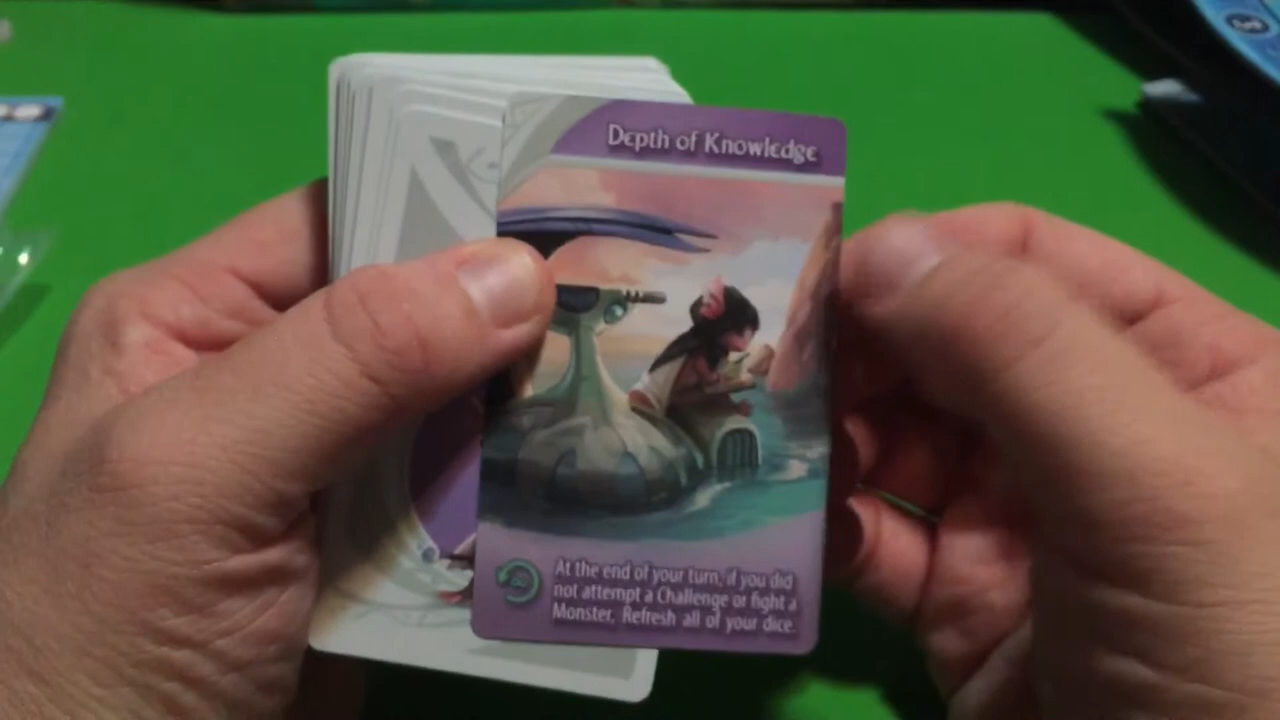 Depth of Knowledge
At the end of your turn, if you did
not attempt a Challenge or fight a
Monster, Refresh all of your dice.